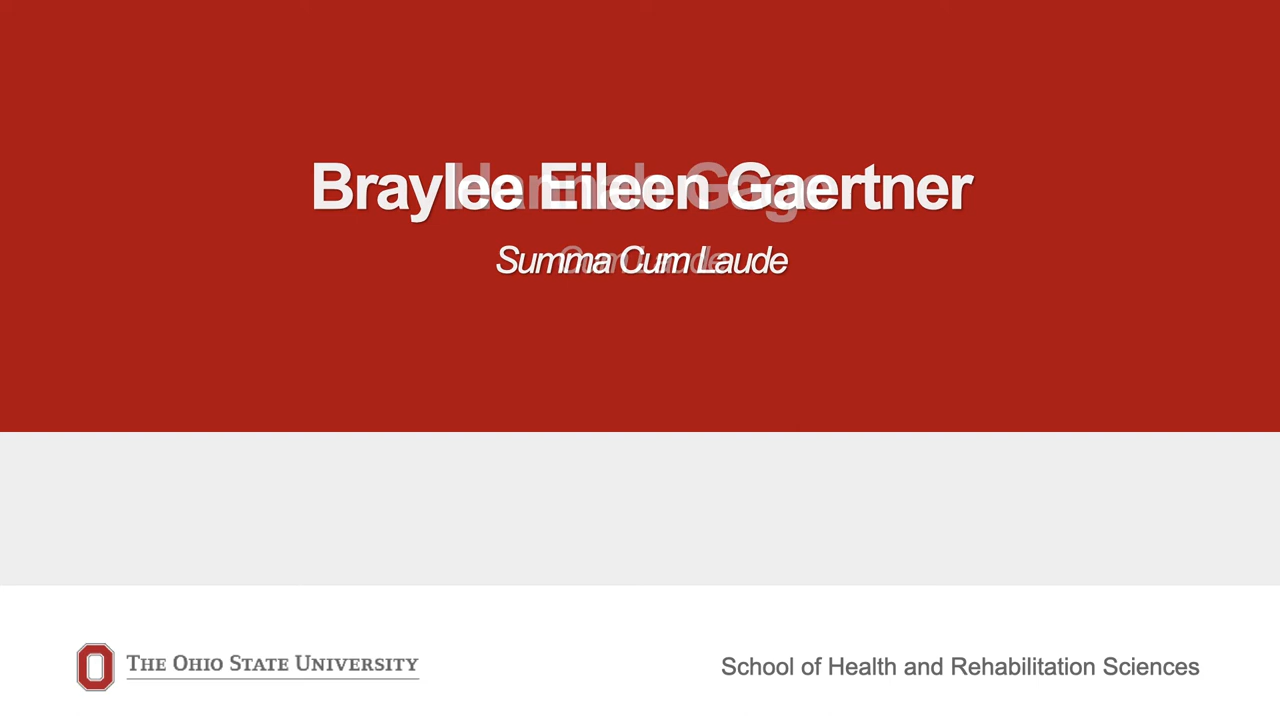 Braylee Eileen Gaertner
Summa Cum Laude
THE OHIO STATE UNIVERSITY
School of Health and Rehabilitation Sciences